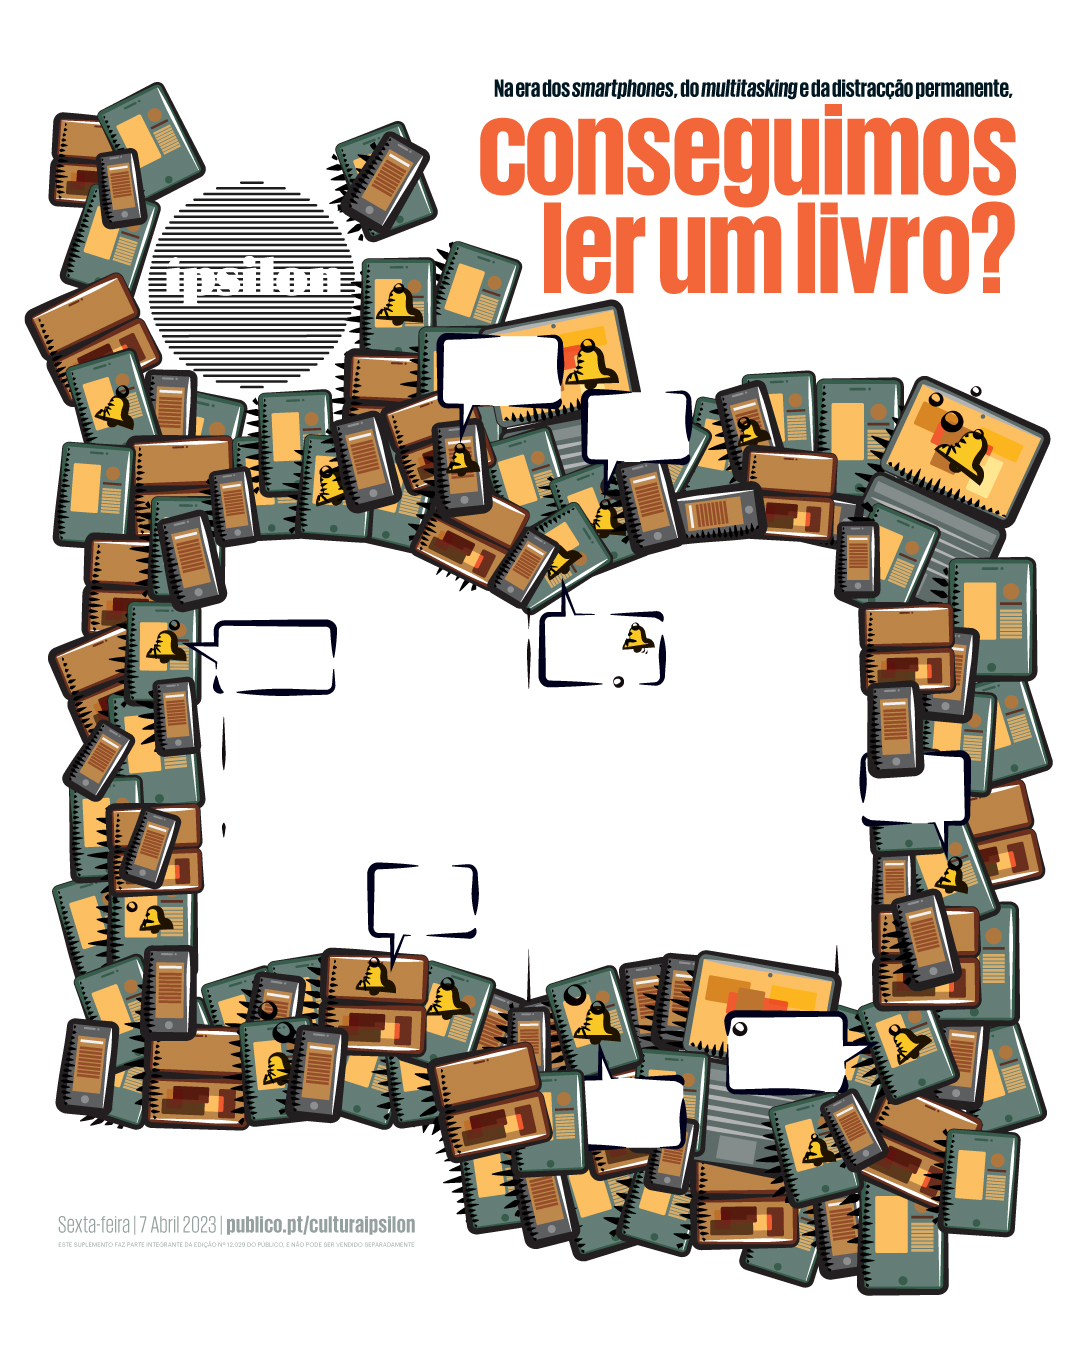 Na era dos smartphones, do multitasking e da distracção permanente,
conseguimos
ler um livro?
ípsilon
Sexta-feira | 7 Abril 2023 | publico.pt/culturaipsilon
ESTE SUPLEMENTO FAZ PARTE INTEGRANTE DA EDIÇÃO Nº 12.029 DO PÚBLICO, E NÃO PODE SER VENDIDO SEPARADAMENTE